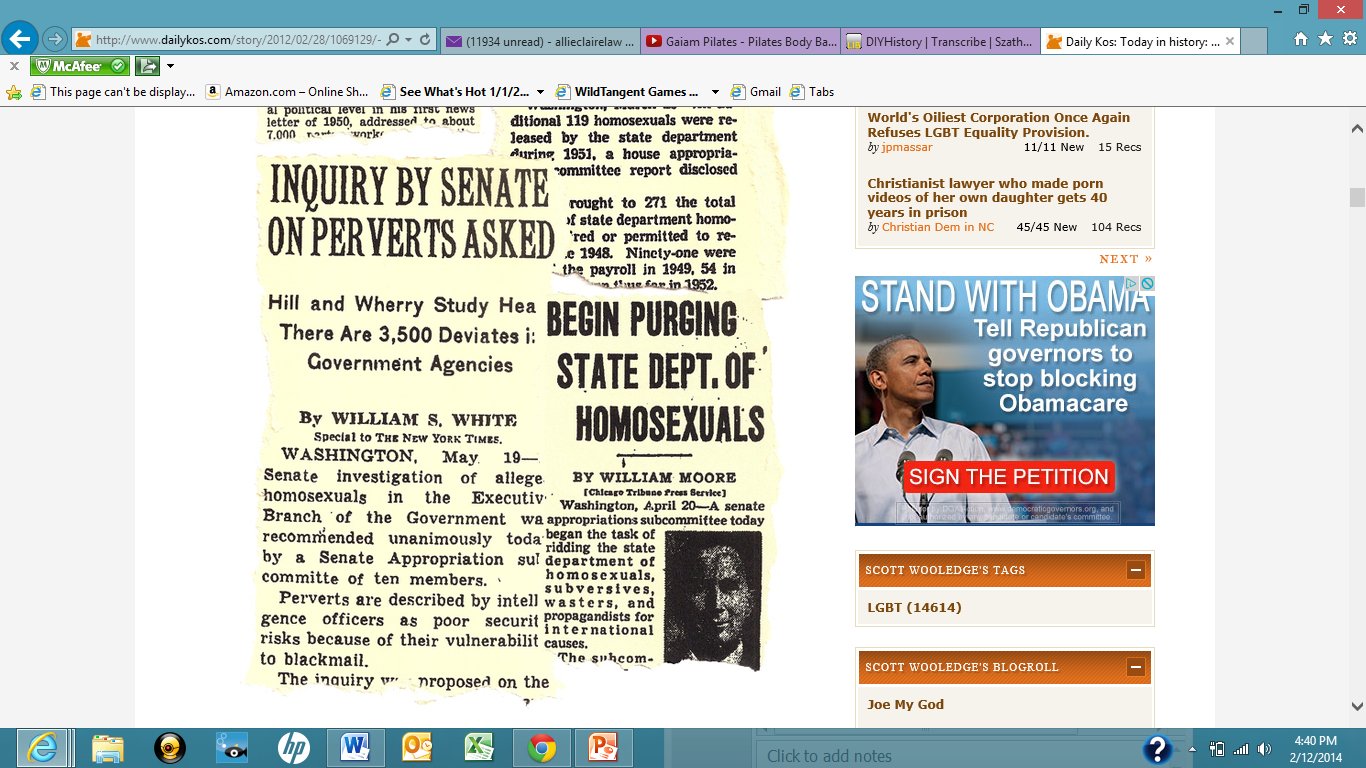 http://www.dailykos.com/story/2012/02/28/1069129/-
(11934 unread) - allieclairelaw ...
Gaiam Pilates - Pilates Body Ba...
DIYHistory | Transcribe | Szath...
Daily Kos: Today in history: ...
McAfee
This page can't be display...
Amazon.com – Online Sh...
See What's Hot 1/1/2...
WildTangent Games ...
Gmail
Tabs
al political level in his first news
letter of 1950, addressed to about
7,000
INQUIRY BY SENATE
ON PERVERTS ASKED
Hill and Wherry Study Hea
There Are 3,500 Deviates i
Government Agencies
By WILLIAM S. WHITE
Special to THE NEW YORK TIMES.
WASHINGTON, May 19—
Senate investigation of allege
homosexuals in the Executiv
Branch of the Government wa
recommended unanimously toda
by a Senate Appropriation su
committe of ten members.
Perverts are described by intell
gence officers as poor securit
risks because of their vulnerabilit
to blackmail.
The inquiry proposed on the
ditional 119 homosexuals were re-
leased by the state department
during 1951, a house appropria-
committee report disclosed
rought to 271 the total
of state department homo-
red or permitted to re-
1948. Ninety-one were
the payroll in 1949, 54 in
thus far in 1952.
BEGIN PURGING
STATE DEPT. OF
HOMOSEXUALS
BY WILLIAM MOORE
[Chicago Tribune Press Service]
Washington, April 20—A senate
appropriations subcommittee today
began the task of
ridding the state
department of
homosexuals,
subversives,
wasters, and
propagandists for
international
causes.
The subcom-
World's Oiliest Corporation Once Again
Refuses LGBT Equality Provision.
by jpmassar 11/11 New 15 Recs
Christianist lawyer who made porn
videos of her own daughter gets 40
years in prison
by Christian Dem in NC 45/45 New 104 Recs
NEXT »
STAND WITH OBAMA
Tell Republican
governors to
stop blocking
Obamacare
SIGN THE PETITION
SCOTT WOOLEDGE'S TAGS
LGBT (14614)
SCOTT WOOLEDGE'S BLOGROLL
Joe My God
Click to add notes
4:40 PM
2/12/2014